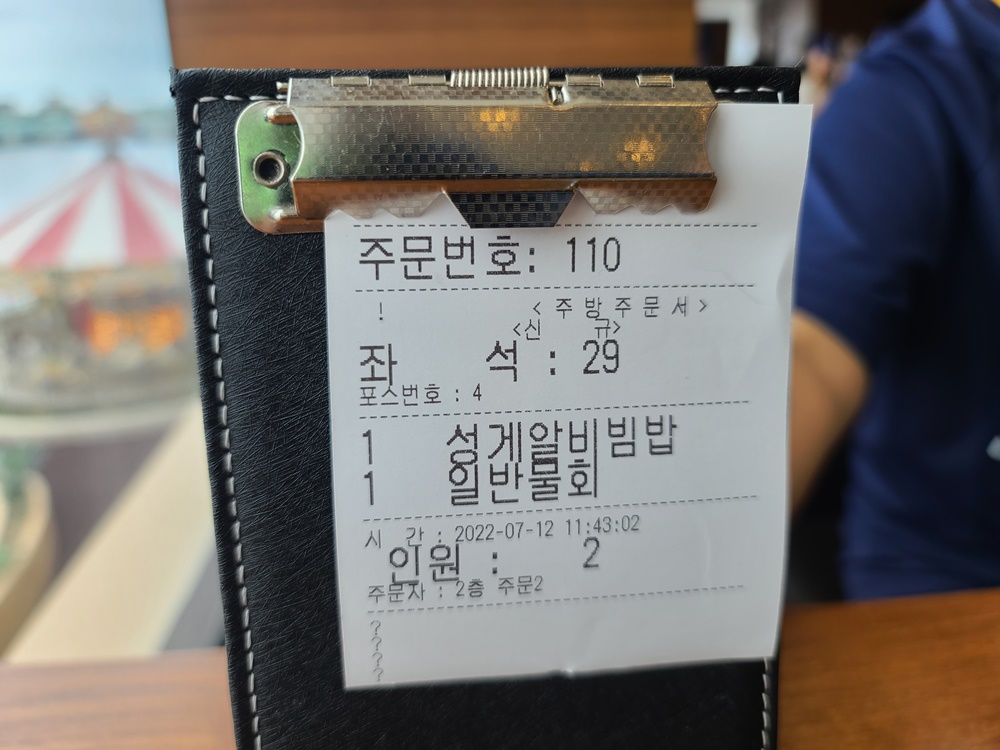 주문번호: 110
! < 주 방 주 문 서 >
<신 규>
좌 석 : 29
포스번호 : 4
1 성게알비빔밥
1 일반물회
시 간 : 2022-07-12 11:43:02
인원 : 2
주문자 : 2층 주문2
?
?
?
?